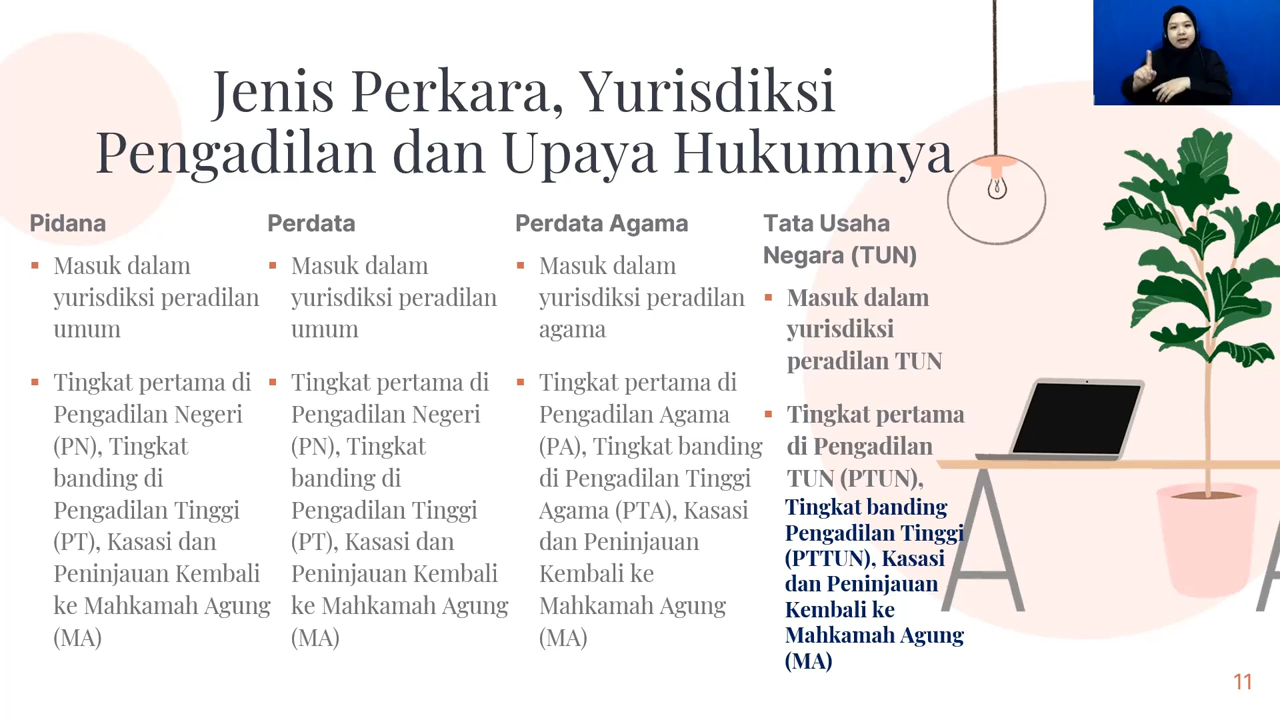 Jenis Perkara, Yurisdiksi
Pengadilan dan Upaya Hukumnya
Pidana
▪ Masuk dalam
yurisdiksi peradilan
umum
▪ Tingkat pertama di
Pengadilan Negeri
(PN), Tingkat
banding di
Pengadilan Tinggi
(PT), Kasasi dan
Peninjauan Kembali
ke Mahkamah Agung
(MA)
Perdata
▪ Masuk dalam
yurisdiksi peradilan
umum
▪ Tingkat pertama di
Pengadilan Negeri
(PN), Tingkat
banding di
Pengadilan Tinggi
(PT), Kasasi dan
Peninjauan Kembali
ke Mahkamah Agung
(MA)
Perdata Agama
▪ Masuk dalam
yurisdiksi peradilan
agama
▪ Tingkat pertama di
Pengadilan Agama
(PA), Tingkat banding
di Pengadilan Tinggi
Agama (PTA), Kasasi
dan Peninjauan
Kembali ke
Mahkamah Agung
(MA)
Tata Usaha
Negara (TUN)
▪ Masuk dalam
yurisdiksi
peradilan TUN
▪ Tingkat pertama
di Pengadilan
TUN (PTUN),
Tingkat banding
Pengadilan Tinggi
(PTTUN), Kasasi
dan Peninjauan
Kembali ke
Mahkamah Agung
(MA)
11